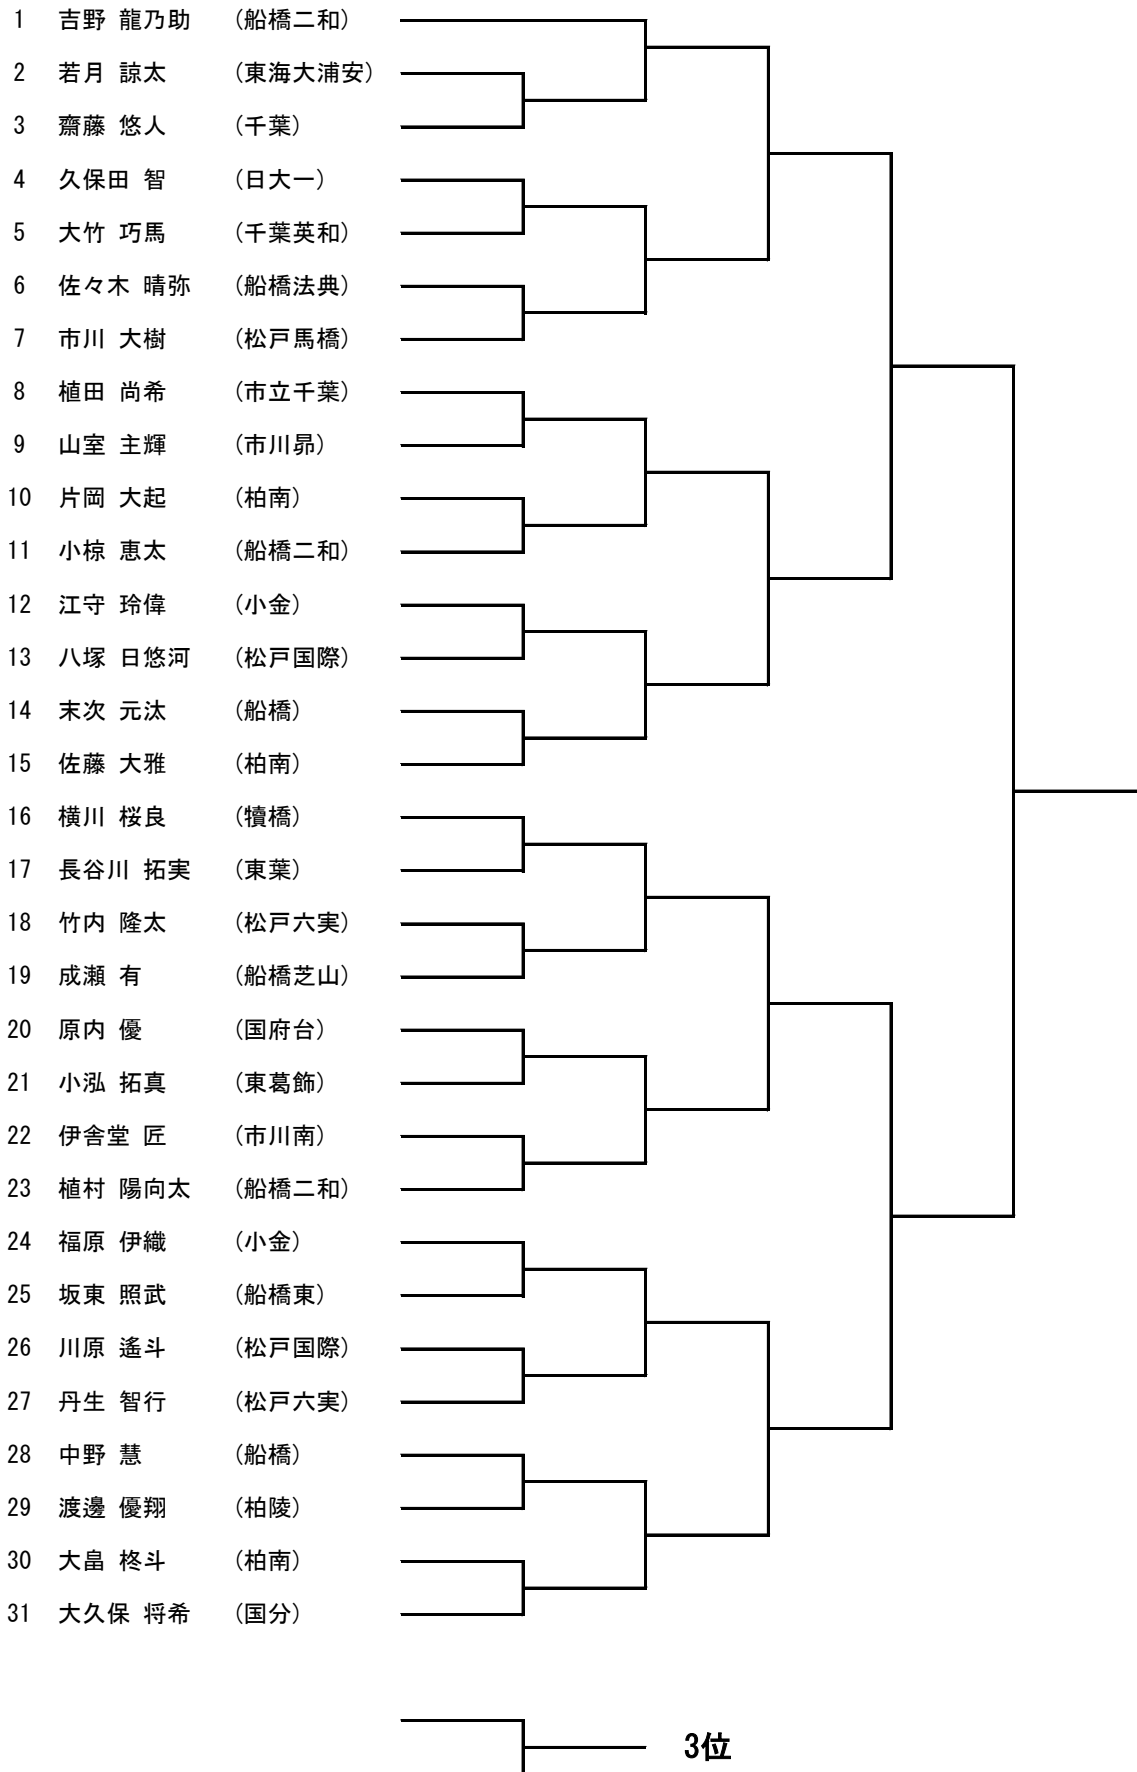 1 吉野 龍乃助 (船橋二和)
2 若月 諒太 (東海大浦安)
3 齋藤 悠人 (千葉)
4 久保田 智 (日大一)
5 大竹 巧馬 (千葉英和)
6 佐々木 晴弥 (船橋法典)
7 市川 大樹 (松戸馬橋)
8 植田 尚希 (市立千葉)
9 山室 主輝 (市川昴)
10 片岡 大起 (柏南)
11 小椋 恵太 (船橋二和)
12 江守 玲偉 (小金)
13 八塚 日悠河 (松戸国際)
14 末次 元汰 (船橋)
15 佐藤 大雅 (柏南)
16 横川 桜良 (犢橋)
17 長谷川 拓実 (東葉)
18 竹内 隆太 (松戸六実)
19 成瀬 有 (船橋芝山)
20 原内 優 (国府台)
21 小泓 拓真 (東葛飾)
22 伊舎堂 匠 (市川南)
23 植村 陽向太 (船橋二和)
24 福原 伊織 (小金)
25 坂東 照武 (船橋東)
26 川原 遙斗 (松戸国際)
27 丹生 智行 (松戸六実)
28 中野 慧 (船橋)
29 渡邊 優翔 (柏陵)
30 大畠 柊斗 (柏南)
31 大久保 将希 (国分)
3位